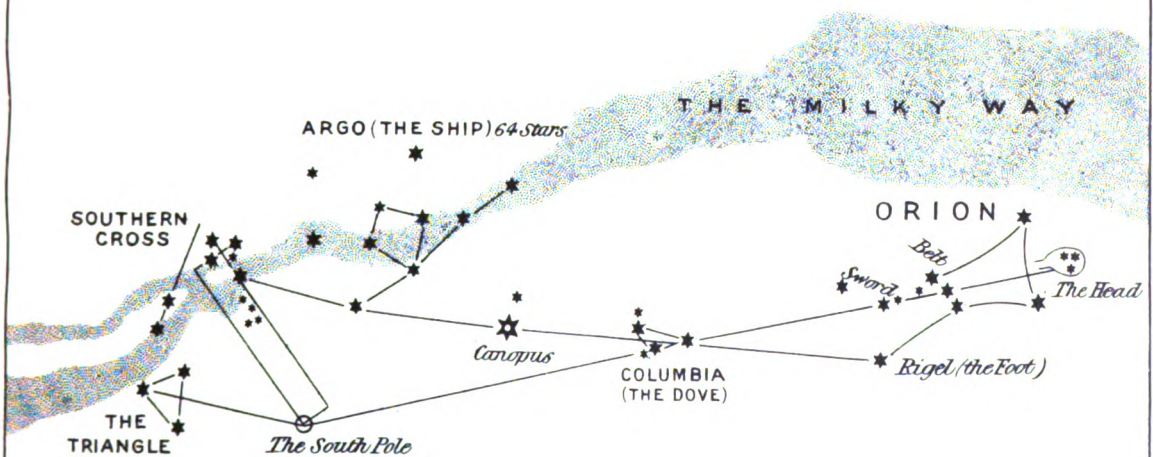 THE MILKY WAY
ARGO (THE SHIP) 64 Stars
SOUTHERN
CROSS
ORION
Belt
Sword
The Head
Canopus
Rigel (the Foot)
COLUMBIA
(THE DOVE)
THE
TRIANGLE
The South Pole